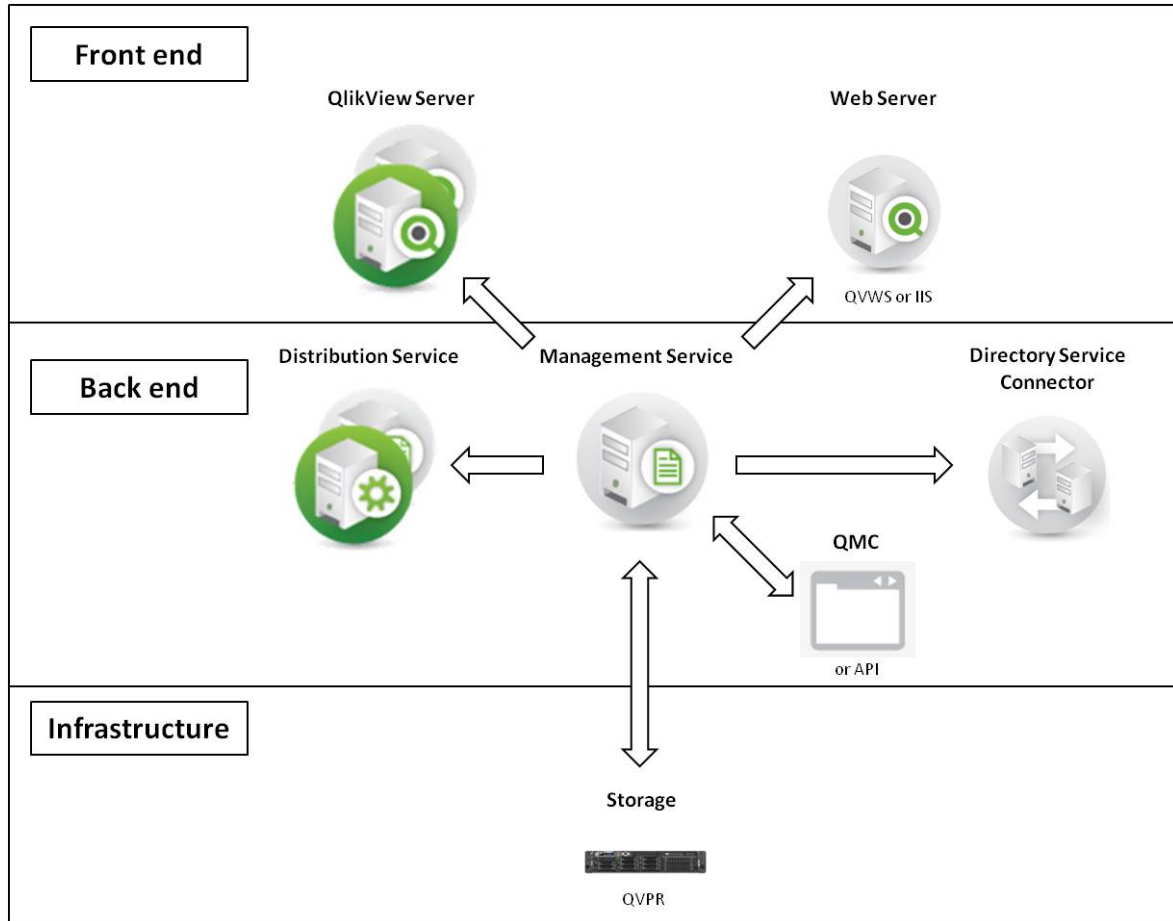 Front end
QlikView Server
Web Server
QVWS or IIS
Back end
Distribution Service
Management Service
Directory Service
Connector
QMC
or API
Infrastructure
Storage
QVPR